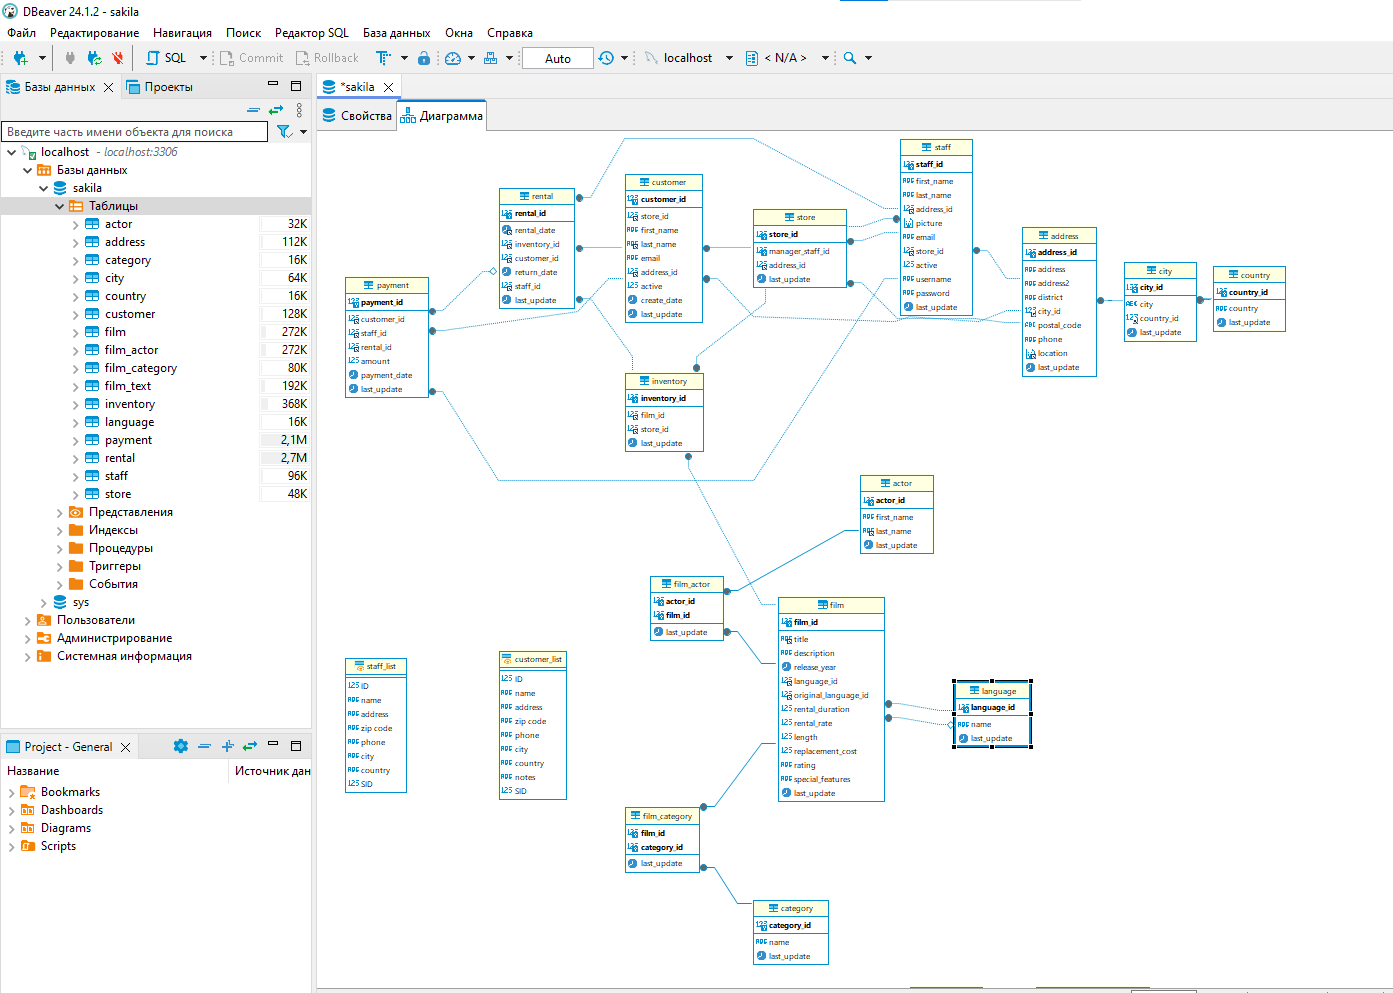 DBeaver 24.1.2 - sakila
Файл Редактирование Навигация Поиск Редактор SQL База данных Окна Справка
SQL Commit Rollback Auto localhost < N/A >
Базы данных Проекты
Введите часть имени объекта для поиска
localhost - localhost:3306
Базы данных
sakila
Таблицы
actor 32K
address 112K
category 16K
city 64K
country 16K
customer 128K
film 272K
film_actor 272K
film_category 80K
film_text 192K
inventory 368K
language 16K
payment 2,1M
rental 2,7M
staff 96K
store 48K
Представления
Индексы
Процедуры
Триггеры
События
sys
Пользователи
Администрирование
Системная информация
Project - General
Название Источник дан
Bookmarks
Dashboards
Diagrams
Scripts
*sakila
Свойства Диаграмма
payment
payment_id
customer_id
staff_id
rental_id
amount
payment_date
last_update
rental
rental_id
rental_date
inventory_id
customer_id
return_date
staff_id
last_update
customer
customer_id
store_id
first_name
last_name
email
address_id
active
create_date
last_update
store
store_id
manager_staff_id
address_id
last_update
staff
staff_id
first_name
last_name
address_id
picture
email
store_id
active
username
password
last_update
address
address_id
address
address2
district
city_id
postal_code
phone
location
last_update
city
city_id
city
country_id
last_update
country
country_id
country
last_update
inventory
inventory_id
film_id
store_id
last_update
actor
actor_id
first_name
last_name
last_update
film_actor
actor_id
film_id
last_update
film
film_id
title
description
release_year
language_id
original_language_id
rental_duration
rental_rate
length
replacement_cost
rating
special_features
last_update
language
language_id
name
last_update
staff_list
ID
name
address
zip code
phone
city
country
SID
customer_list
ID
name
address
zip code
phone
city
country
notes
SID
film_category
film_id
category_id
last_update
category
category_id
name
last_update